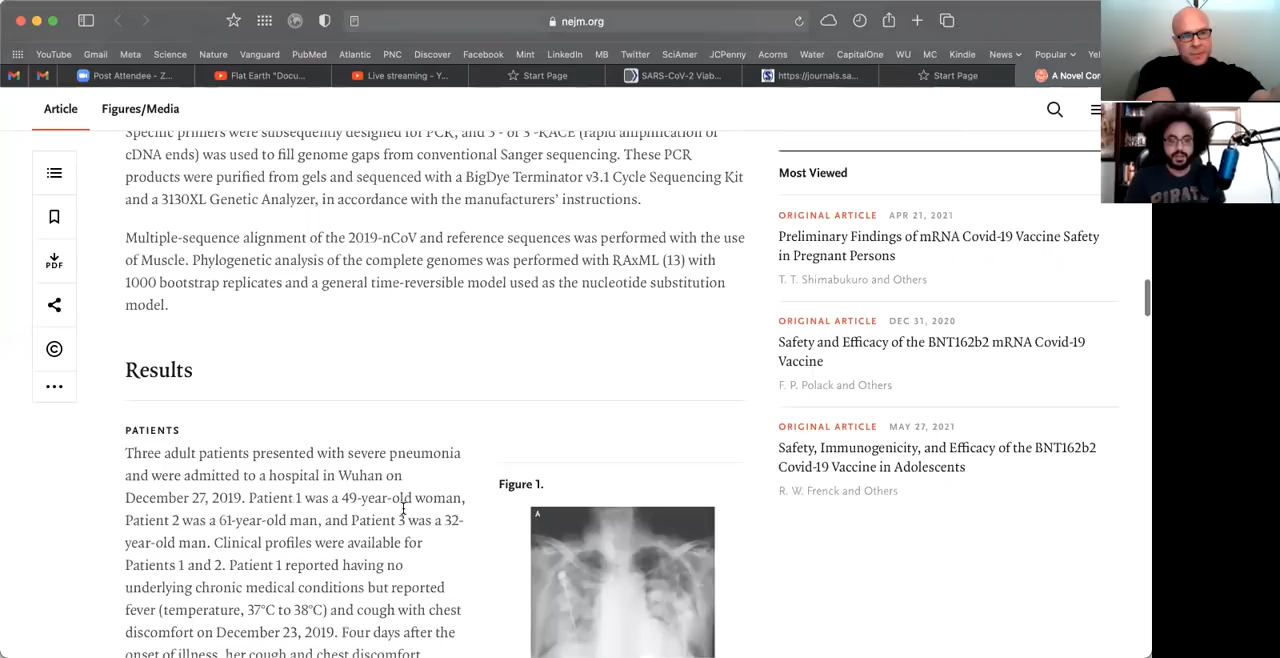 nejm.org
YouTube Gmail Meta Science Nature Vanguard PubMed Atlantic PNC Discover Facebook Mint LinkedIn MB Twitter SciAmer JCPenny Acorns Water CapitalOne WU MC Kindle News Popular Yel
Post Attendee - Z... Flat Earth "Docu... Live streaming - Y... Start Page SARS-CoV-2 Viab... https://journals.sa... Start Page A Novel Cor
Article Figures/Media
Specific primers were subsequently designed for PCR, and 5′- or 3′-RACE (rapid amplification of
cDNA ends) was used to fill genome gaps from conventional Sanger sequencing. These PCR
products were purified from gels and sequenced with a BigDye Terminator v3.1 Cycle Sequencing Kit
and a 3130XL Genetic Analyzer, in accordance with the manufacturers' instructions.
Multiple-sequence alignment of the 2019-nCoV and reference sequences was performed with the use
of Muscle. Phylogenetic analysis of the complete genomes was performed with RAxML (13) with
1000 bootstrap replicates and a general time-reversible model used as the nucleotide substitution
model.
Results
PATIENTS
Three adult patients presented with severe pneumonia
and were admitted to a hospital in Wuhan on
December 27, 2019. Patient 1 was a 49-year-old woman,
Patient 2 was a 61-year-old man, and Patient 3 was a 32-
year-old man. Clinical profiles were available for
Patients 1 and 2. Patient 1 reported having no
underlying chronic medical conditions but reported
fever (temperature, 37°C to 38°C) and cough with chest
discomfort on December 23, 2019. Four days after the
onset of illness, her cough and chest discomfort
Figure 1.
A
PDF
Most Viewed
ORIGINAL ARTICLE APR 21, 2021
Preliminary Findings of mRNA Covid-19 Vaccine Safety
in Pregnant Persons
T. T. Shimabukuro and Others
ORIGINAL ARTICLE DEC 31, 2020
Safety and Efficacy of the BNT162b2 mRNA Covid-19
Vaccine
F. P. Polack and Others
ORIGINAL ARTICLE MAY 27, 2021
Safety, Immunogenicity, and Efficacy of the BNT162b2
Covid-19 Vaccine in Adolescents
R. W. Frenck and Others
PIRATE